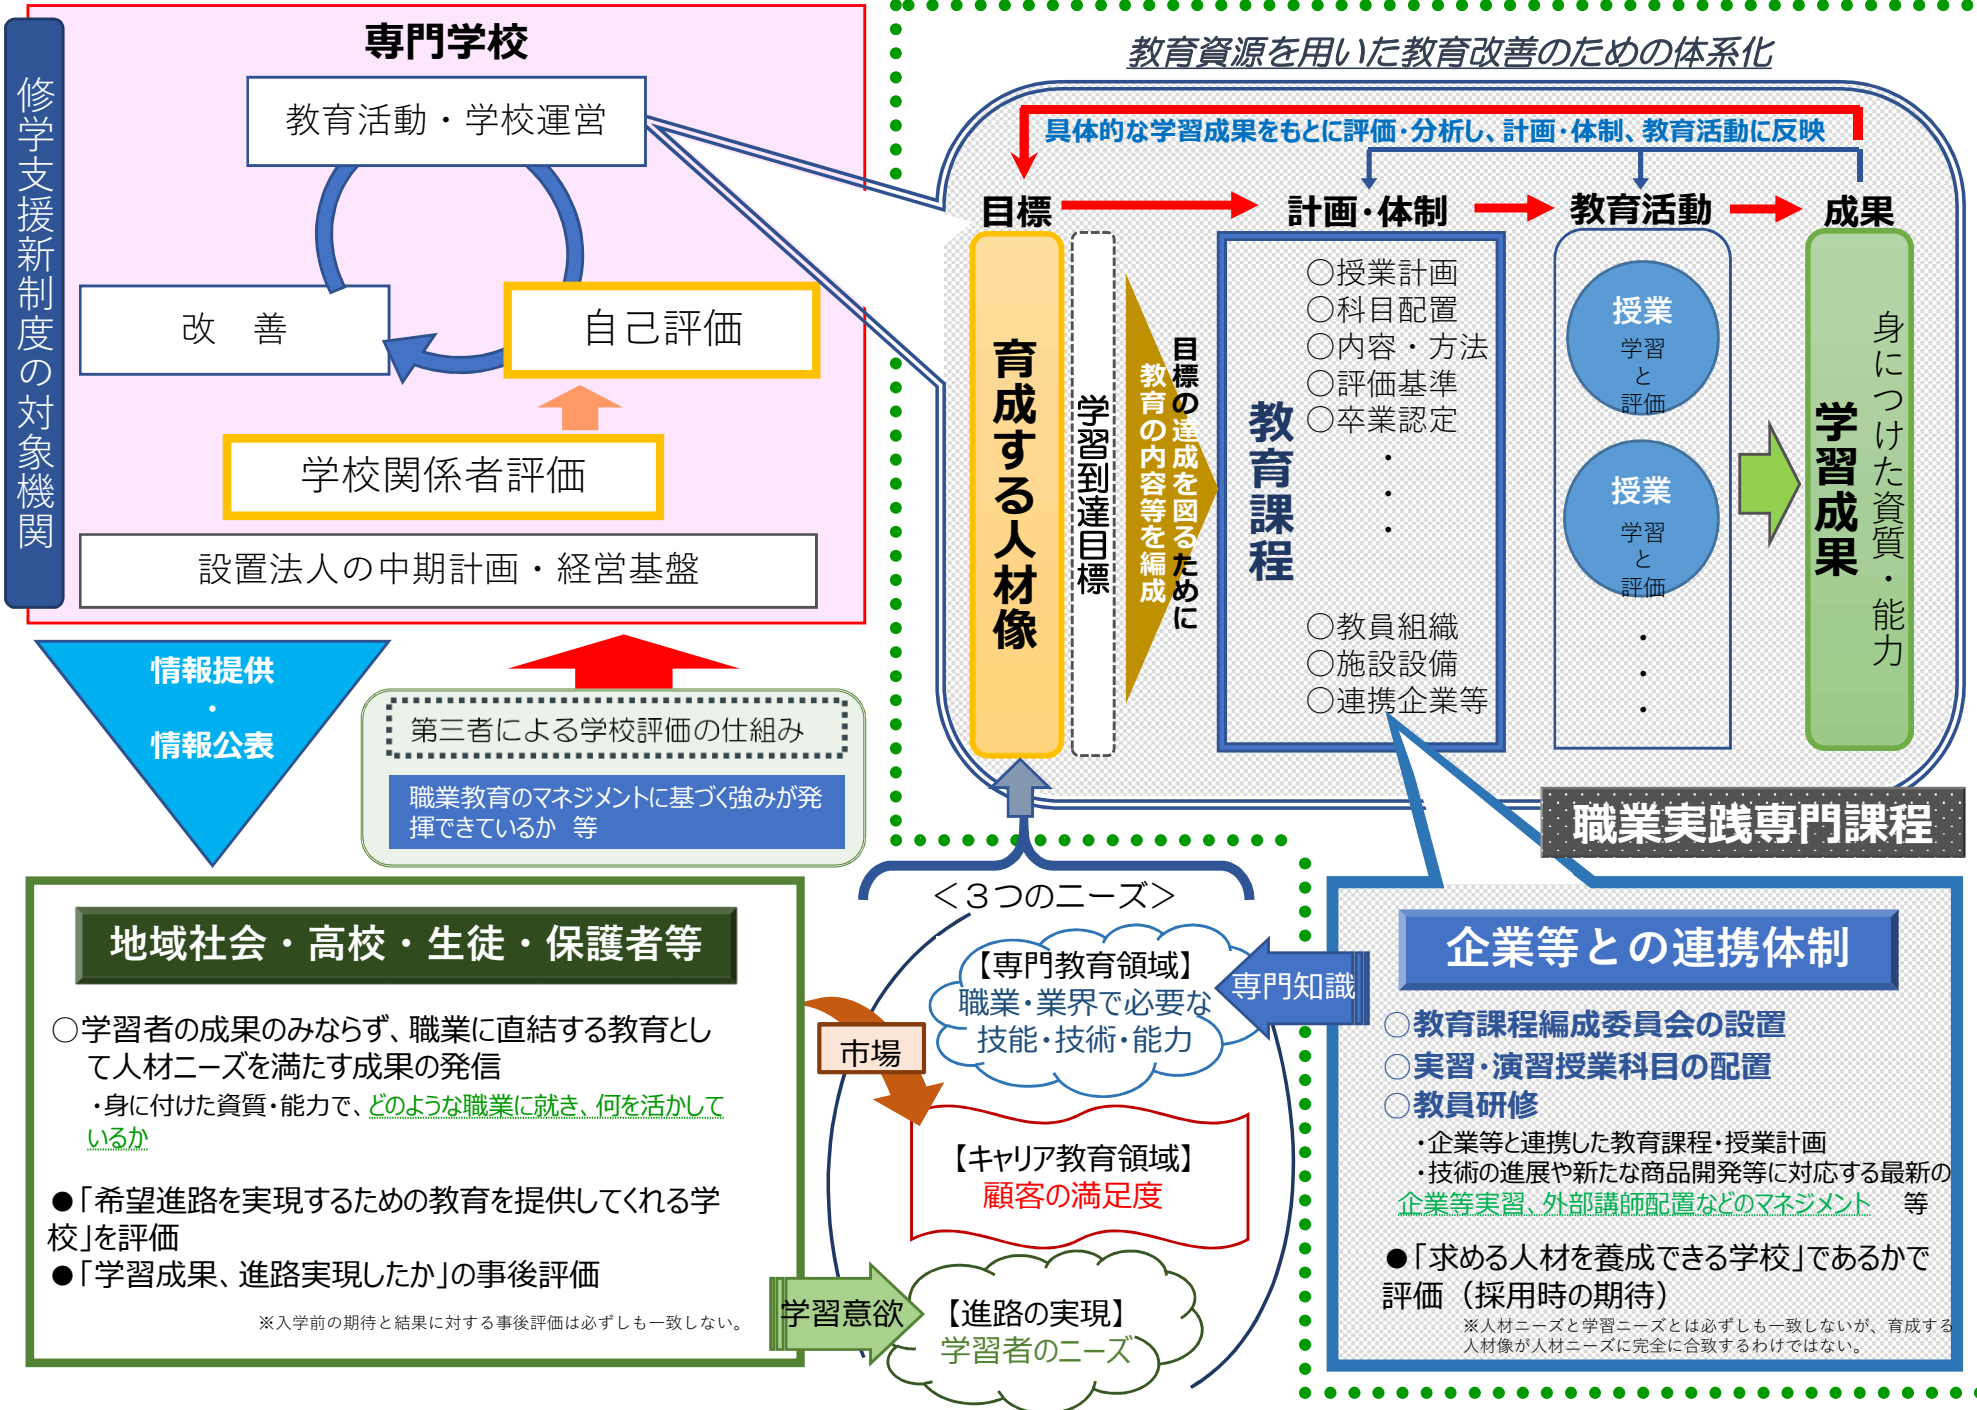 修学支援新制度の対象機関
専門学校
教育活動・学校運営
改　善
自己評価
学校関係者評価
設置法人の中期計画・経営基盤
情報提供
・
情報公表
第三者による学校評価の仕組み
職業教育のマネジメントに基づく強みが発
揮できているか　等
教育資源を用いた教育改善のための体系化
具体的な学習成果をもとに評価・分析し、計画・体制、教育活動に反映
目標
計画・体制
教育活動
成果
育成する人材像
学習到達目標
目標の達成を図るために
教育の内容等を編成
教育課程
○授業計画
○科目配置
○内容・方法
○評価基準
○卒業認定
・
・
・
○教員組織
○施設設備
○連携企業等
授業
学習
と
評価
授業
学習
と
評価
・
・
・
身につけた資質・能力
学習成果
職業実践専門課程
地域社会・高校・生徒・保護者等
○学習者の成果のみならず、職業に直結する教育とし
て人材ニーズを満たす成果の発信
・身に付けた資質・能力で、どのような職業に就き、何を活かして
いるか
●「希望進路を実現するための教育を提供してくれる学
校」を評価
●「学習成果、進路実現したか」の事後評価
※入学前の期待と結果に対する事後評価は必ずしも一致しない。
＜３つのニーズ＞
【専門教育領域】
職業・業界で必要な
技能・技術・能力
専門知識
市場
【キャリア教育領域】
顧客の満足度
学習意欲
【進路の実現】
学習者のニーズ
企業等との連携体制
○教育課程編成委員会の設置
○実習・演習授業科目の配置
○教員研修
・企業等と連携した教育課程・授業計画
・技術の進展や新たな商品開発等に対応する最新の
企業等実習、外部講師配置などのマネジメント　等
●「求める人材を養成できる学校」であるかで
評価（採用時の期待）
※人材ニーズと学習ニーズとは必ずしも一致しないが、育成する
人材像が人材ニーズに完全に合致するわけではない。